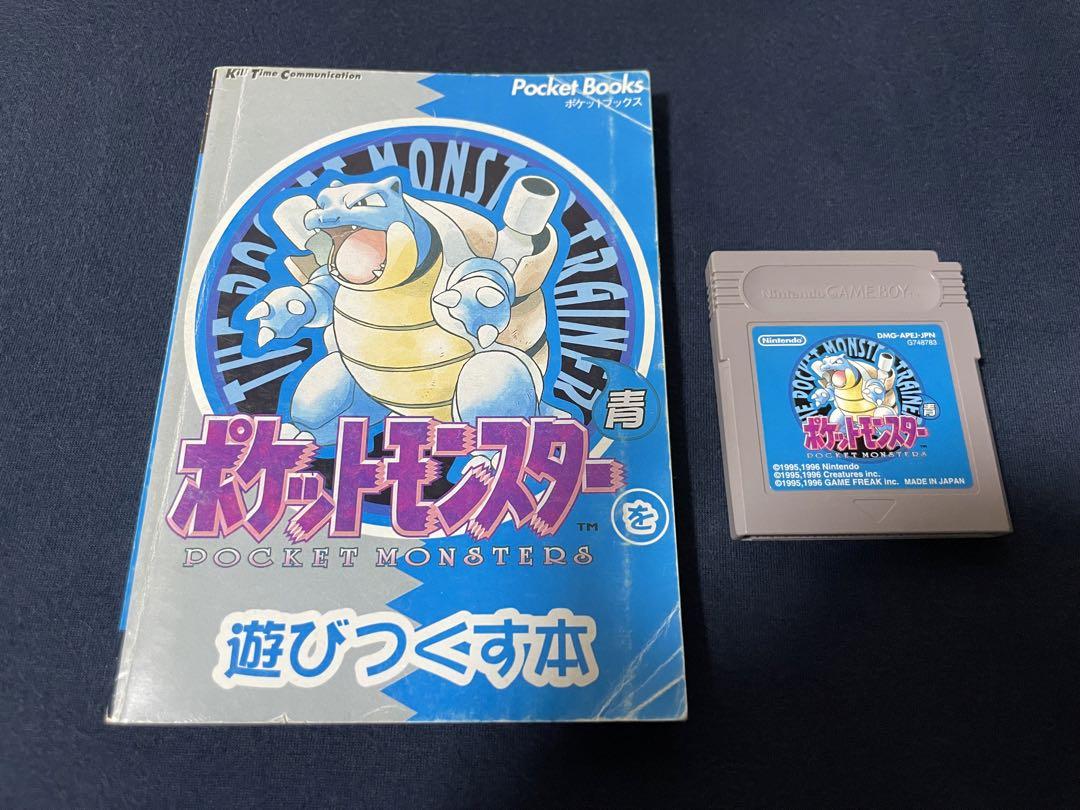 Kill Time Communication
Pocket Books
ポケットブックス
THE POCKET MONSTER TRAINER
青
ポケットモンスター
TM
を
POCKET MONSTERS
遊びつくす本
Nintendo GAME BOY
Nintendo
DMG-APEJ-JPN
G748783
THE POCKET MONSTER TRAINER
青
ポケットモンスター
TM
POCKET MONSTERS
©1995,1996 Nintendo
©1995,1996 Creatures inc.
©1995,1996 GAME FREAK inc. MADE IN JAPAN